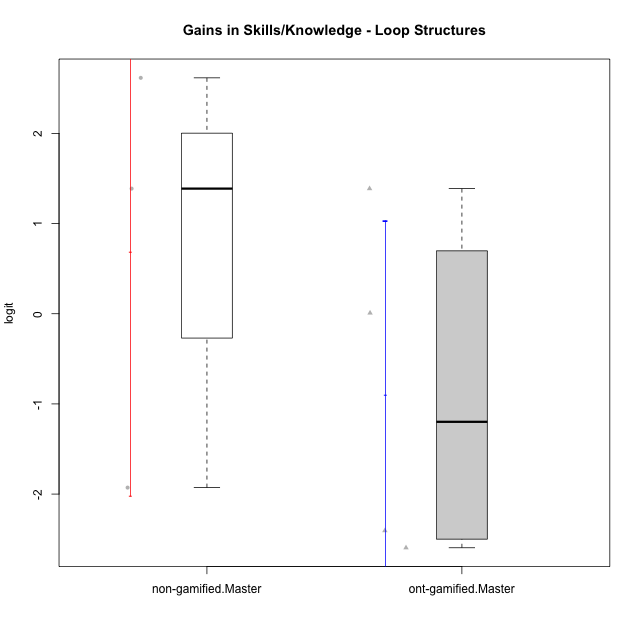 Gains in Skills/Knowledge - Loop Structures
logit
2
1
0
-1
-2
non-gamified.Master
ont-gamified.Master